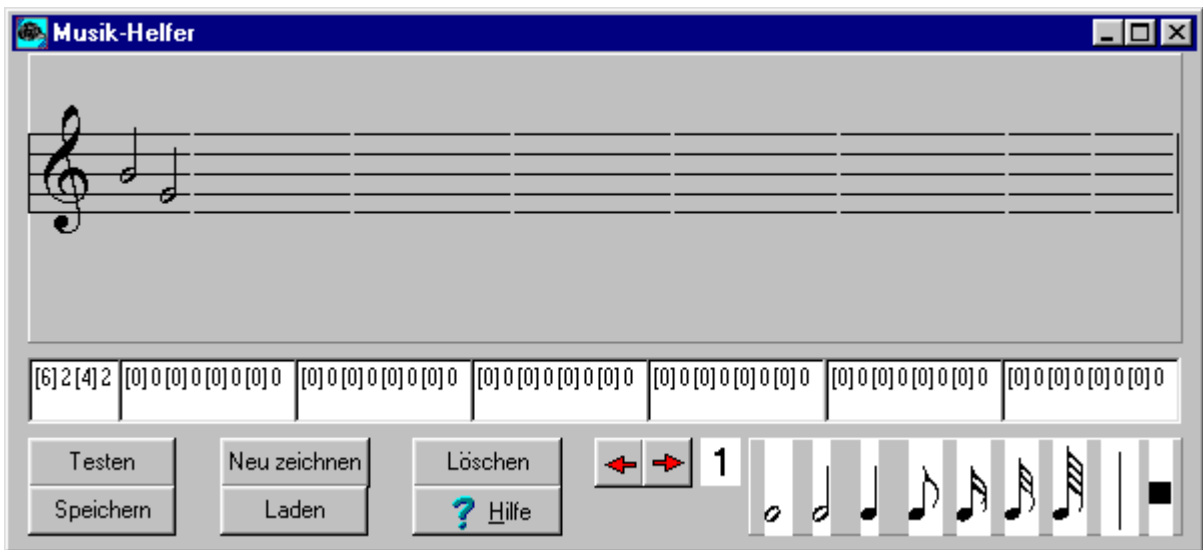 Musik-Helfer
[6] 2 [4] 2 [0] 0 [0] 0 [0] 0 [0] 0 [0] 0 [0] 0 [0] 0 [0] 0 [0] 0 [0] 0 [0] 0 [0] 0 [0] 0 [0] 0 [0] 0 [0] 0 [0] 0 [0] 0 [0] 0 [0] 0 [0] 0 [0] 0 [0] 0 [0] 0
Testen Neu zeichnen Löschen 1
Speichern Laden ? Hilfe